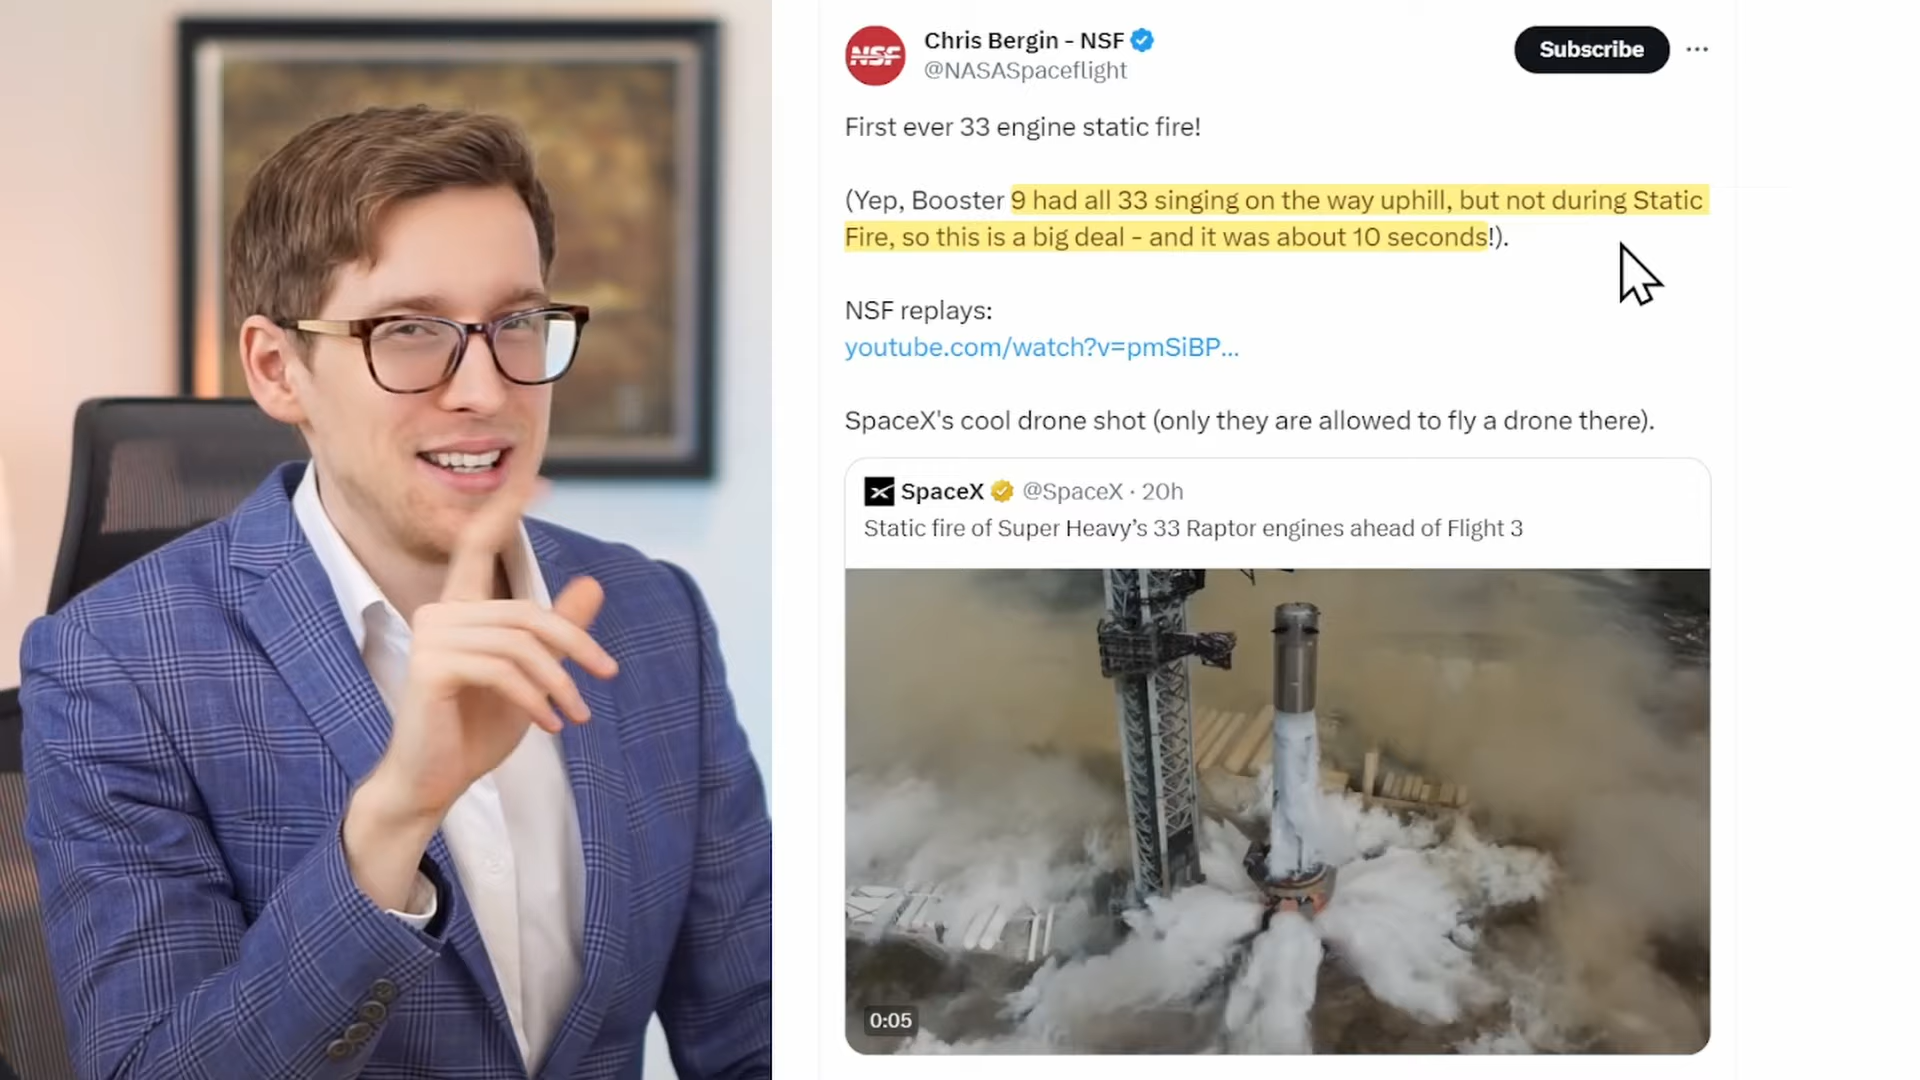 NSF
Chris Bergin - NSF
@NASASpaceflight
Subscribe
First ever 33 engine static fire!
(Yep, Booster 9 had all 33 singing on the way uphill, but not during Static
Fire, so this is a big deal - and it was about 10 seconds!).
NSF replays:
youtube.com/watch?v=pmSiBP...
SpaceX's cool drone shot (only they are allowed to fly a drone there).
SpaceX @SpaceX · 20h
Static fire of Super Heavy’s 33 Raptor engines ahead of Flight 3
0:05